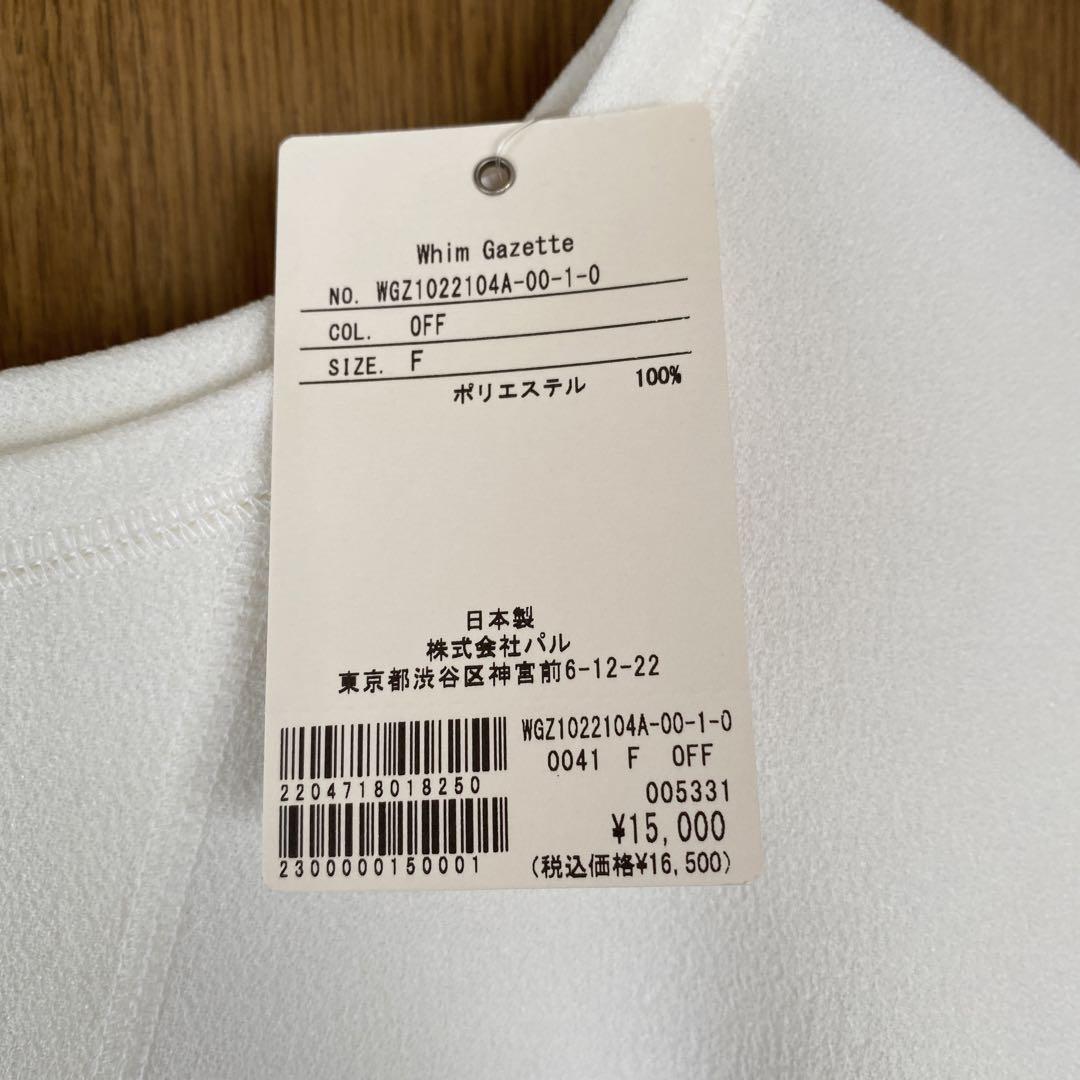 Whim Gazette
NO. WGZ1022104A-00-1-0
COL. OFF
SIZE. F
ポリエステル 100%
日本製
株式会社パル
東京都渋谷区神宮前6-12-22
WGZ1022104A-00-1-0
0041 F OFF
2204718018250
005331
¥15,000
2300000150001
(税込価格¥16,500)